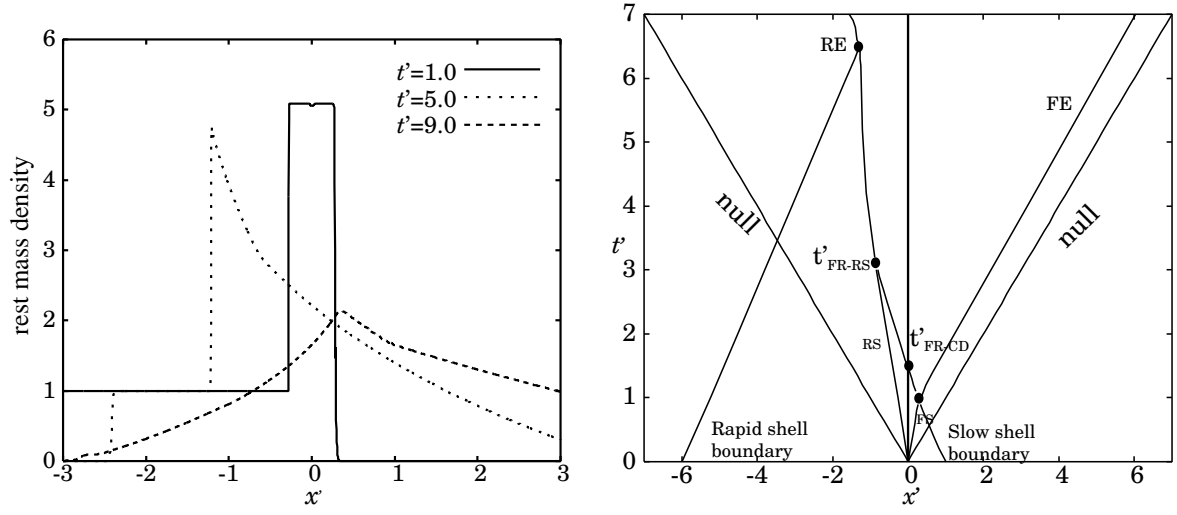 6
5
4
3
2
1
0
-3
-2
-1
0
1
2
3
rest mass density
x’
t’=1.0
t’=5.0
t’=9.0
7
6
5
4
3
2
1
0
t’
-6
-4
-2
0
2
4
6
x’
RE
FE
null
null
t’FR-RS
t’FR-CD
RS
FS
Rapid shell
boundary
Slow shell
boundary